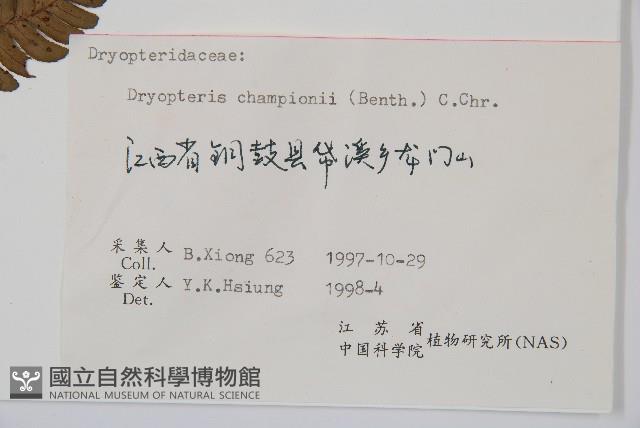 Dryopteridaceae:
Dryopteris championii (Benth.) C.Chr.
江西省铜鼓县带溪乡龙门山
采集人 Coll. B.Xiong 623 1997-10-29
鉴定人 Det. Y.K.Hsiung 1998-4
江苏省
中国科学院 植物研究所(NAS)
國立自然科學博物館
NATIONAL MUSEUM OF NATURAL SCIENCE